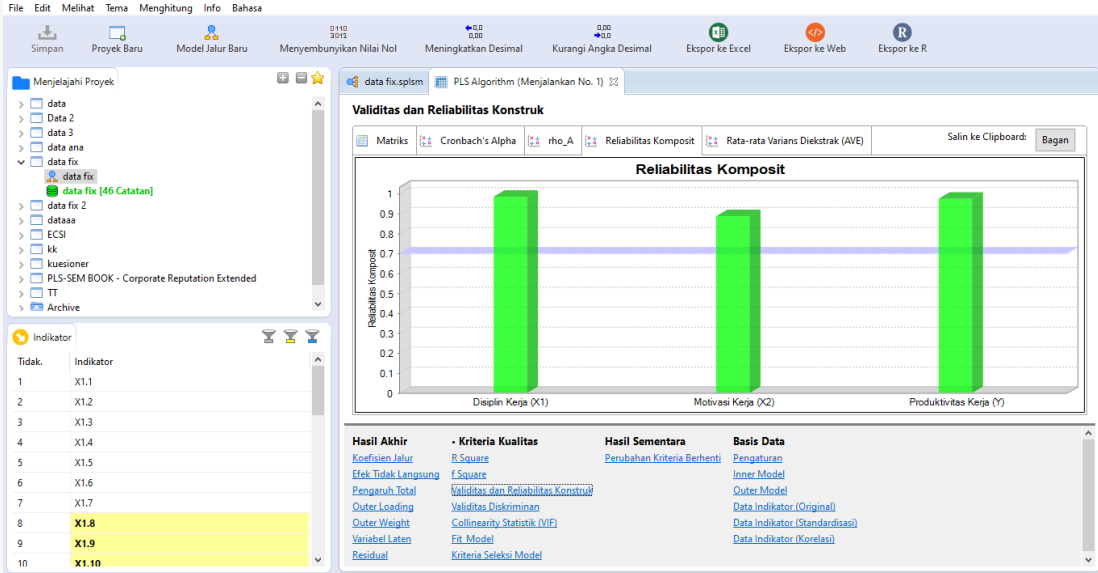 File Edit Melihat Tema Menghitung Info Bahasa
Simpan
Proyek Baru
Model Jalur Baru
Menyembunyikan Nilai Nol
Meningkatkan Desimal
Kurangi Angka Desimal
Ekspor ke Excel
Ekspor ke Web
Ekspor ke R
Menjelajahi Proyek
data
Data 2
data 3
data ana
data fix
data fix
data fix [46 Catatan]
data fix 2
dataaa
ECSI
kk
kuesioner
PLS-SEM BOOK - Corporate Reputation Extended
TT
Archive
Indikator
Tidak. Indikator
1 X1.1
2 X1.2
3 X1.3
4 X1.4
5 X1.5
6 X1.6
7 X1.7
8 X1.8
9 X1.9
10 X1.10
data fix.splsm
PLS Algorithm (Menjalankan No. 1)
Validitas dan Reliabilitas Konstruk
Matriks
Cronbach's Alpha
rho_A
Reliabilitas Komposit
Rata-rata Varians Diekstrak (AVE)
Salin ke Clipboard:
Bagan
Reliabilitas Komposit
Reliabilitas Komposit
1
0.9
0.8
0.7
0.6
0.5
0.4
0.3
0.2
0.1
0
Disiplin Kerja (X1)
Motivasi Kerja (X2)
Produktivitas Kerja (Y)
Hasil Akhir
Koefisien Jalur
Efek Tidak Langsung
Pengaruh Total
Outer Loading
Outer Weight
Variabel Laten
Residual
· Kriteria Kualitas
R Square
f Square
Validitas dan Reliabilitas Konstruk
Validitas Diskriminan
Collinearity Statistik (VIF)
Fit Model
Kriteria Seleksi Model
Hasil Sementara
Perubahan Kriteria Berhenti
Basis Data
Pengaturan
Inner Model
Outer Model
Data Indikator (Original)
Data Indikator (Standardisasi)
Data Indikator (Korelasi)